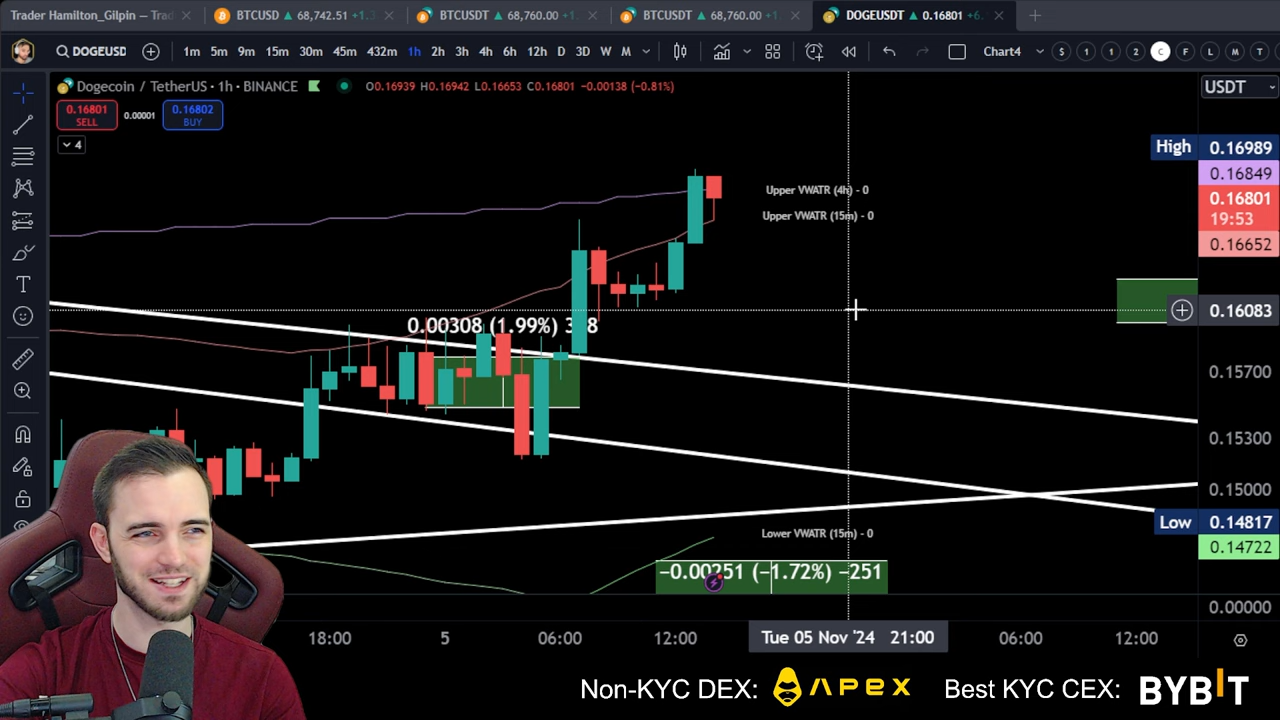 Trader Hamilton_Gilpin — Trad
BTCUSD ▲ 68,742.51 +1.3
BTCUSDT ▲ 68,760.00 +1.
BTCUSDT ▲ 68,760.00 +1
DOGEUSDT ▲ 0.16801 +6.
DOGEUSD
1m 5m 9m 15m 30m 45m 432m 1h 2h 3h 4h 6h 12h D 3D W M
Chart4
$ 1 1 2 C F L M T
Dogecoin / TetherUS · 1h · BINANCE
O0.16939 H0.16942 L0.16653 C0.16801 −0.00138 (−0.81%)
USDT
0.16801
SELL
0.00001
0.16802
BUY
4
High 0.16989
0.16849
Upper VWATR (4h) - 0
0.16801
Upper VWATR (15m) - 0
19:53
0.16652
0.16083
0.00308 (1.99%) 308
0.15700
0.15300
0.15000
Low 0.14817
Lower VWATR (15m) - 0
0.14722
−0.00251 (−1.72%) −251
0.00000
18:00 5 06:00 12:00 Tue 05 Nov '24 21:00 06:00 12:00
Non-KYC DEX: APEX Best KYC CEX: BYBIT